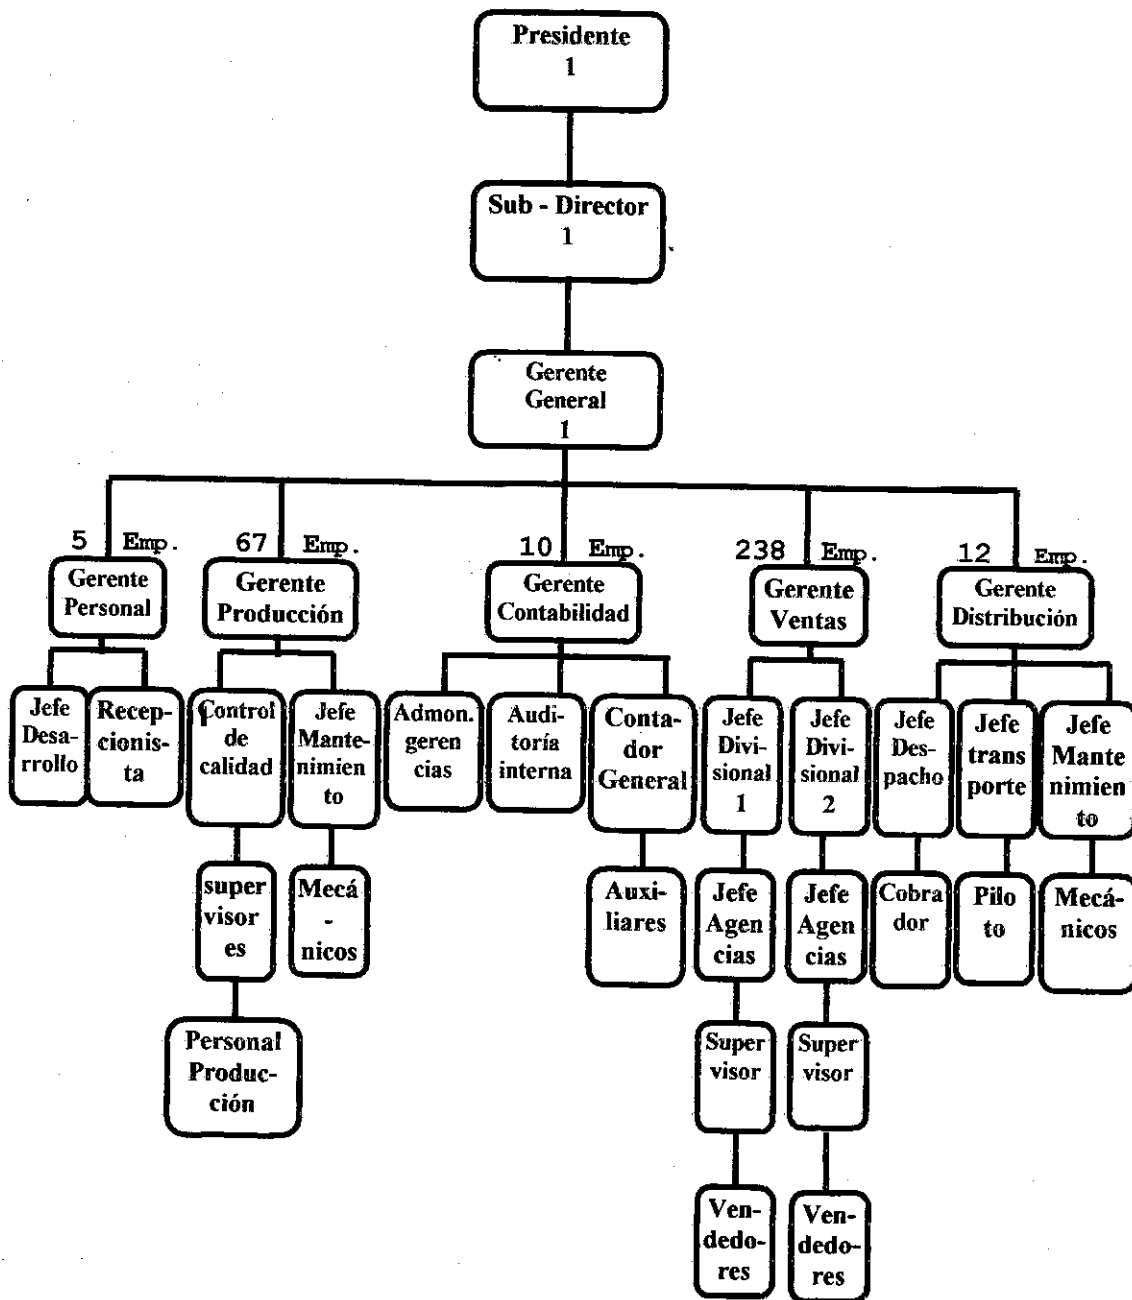 Presidente
1
Sub - Director
1
Gerente
General
1
5 Emp.
67 Emp.
10 Emp.
238 Emp.
12 Emp.
Gerente
Personal
Gerente
Producción
Gerente
Contabilidad
Gerente
Ventas
Gerente
Distribución
Jefe
Desa-
rrollo
Recep-
cionis-
ta
Control
de
calidad
Jefe
Mante-
nimien
to
Admon.
geren
cias
Audi-
toría
interna
Conta-
dor
General
Jefe
Divi-
sional
1
Jefe
Divi-
sional
2
Jefe
Des-
pacho
Jefe
trans
porte
Jefe
Mante
nimien
to
super
visor
es
Mecá
-
nicos
Auxi-
liares
Jefe
Agen
cias
Jefe
Agen
cias
Cobra
dor
Pilo
to
Mecá-
nicos
Personal
Produc-
ción
Super
visor
Super
visor
Ven-
dedo-
res
Ven-
dedo-
res